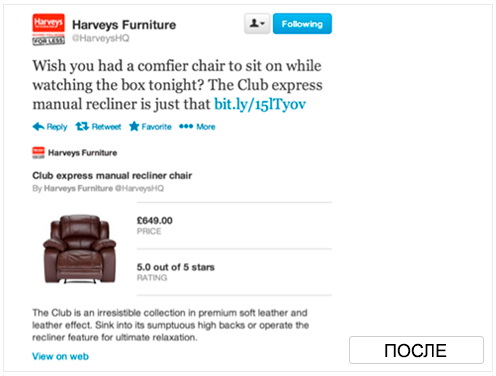 Harveys
FOR LESS
Harveys Furniture
@HarveysHQ
Following
Wish you had a comfier chair to sit on while
watching the box tonight? The Club express
manual recliner is just that bit.ly/15lTyov
Reply Retweet Favorite More
Harveys Furniture
Club express manual recliner chair
By Harveys Furniture @HarveysHQ
£649.00
PRICE
5.0 out of 5 stars
RATING
The Club is an irresistible collection in premium soft leather and
leather effect. Sink into its sumptuous high backs or operate the
recliner feature for ultimate relaxation.
View on web
ПОСЛЕ